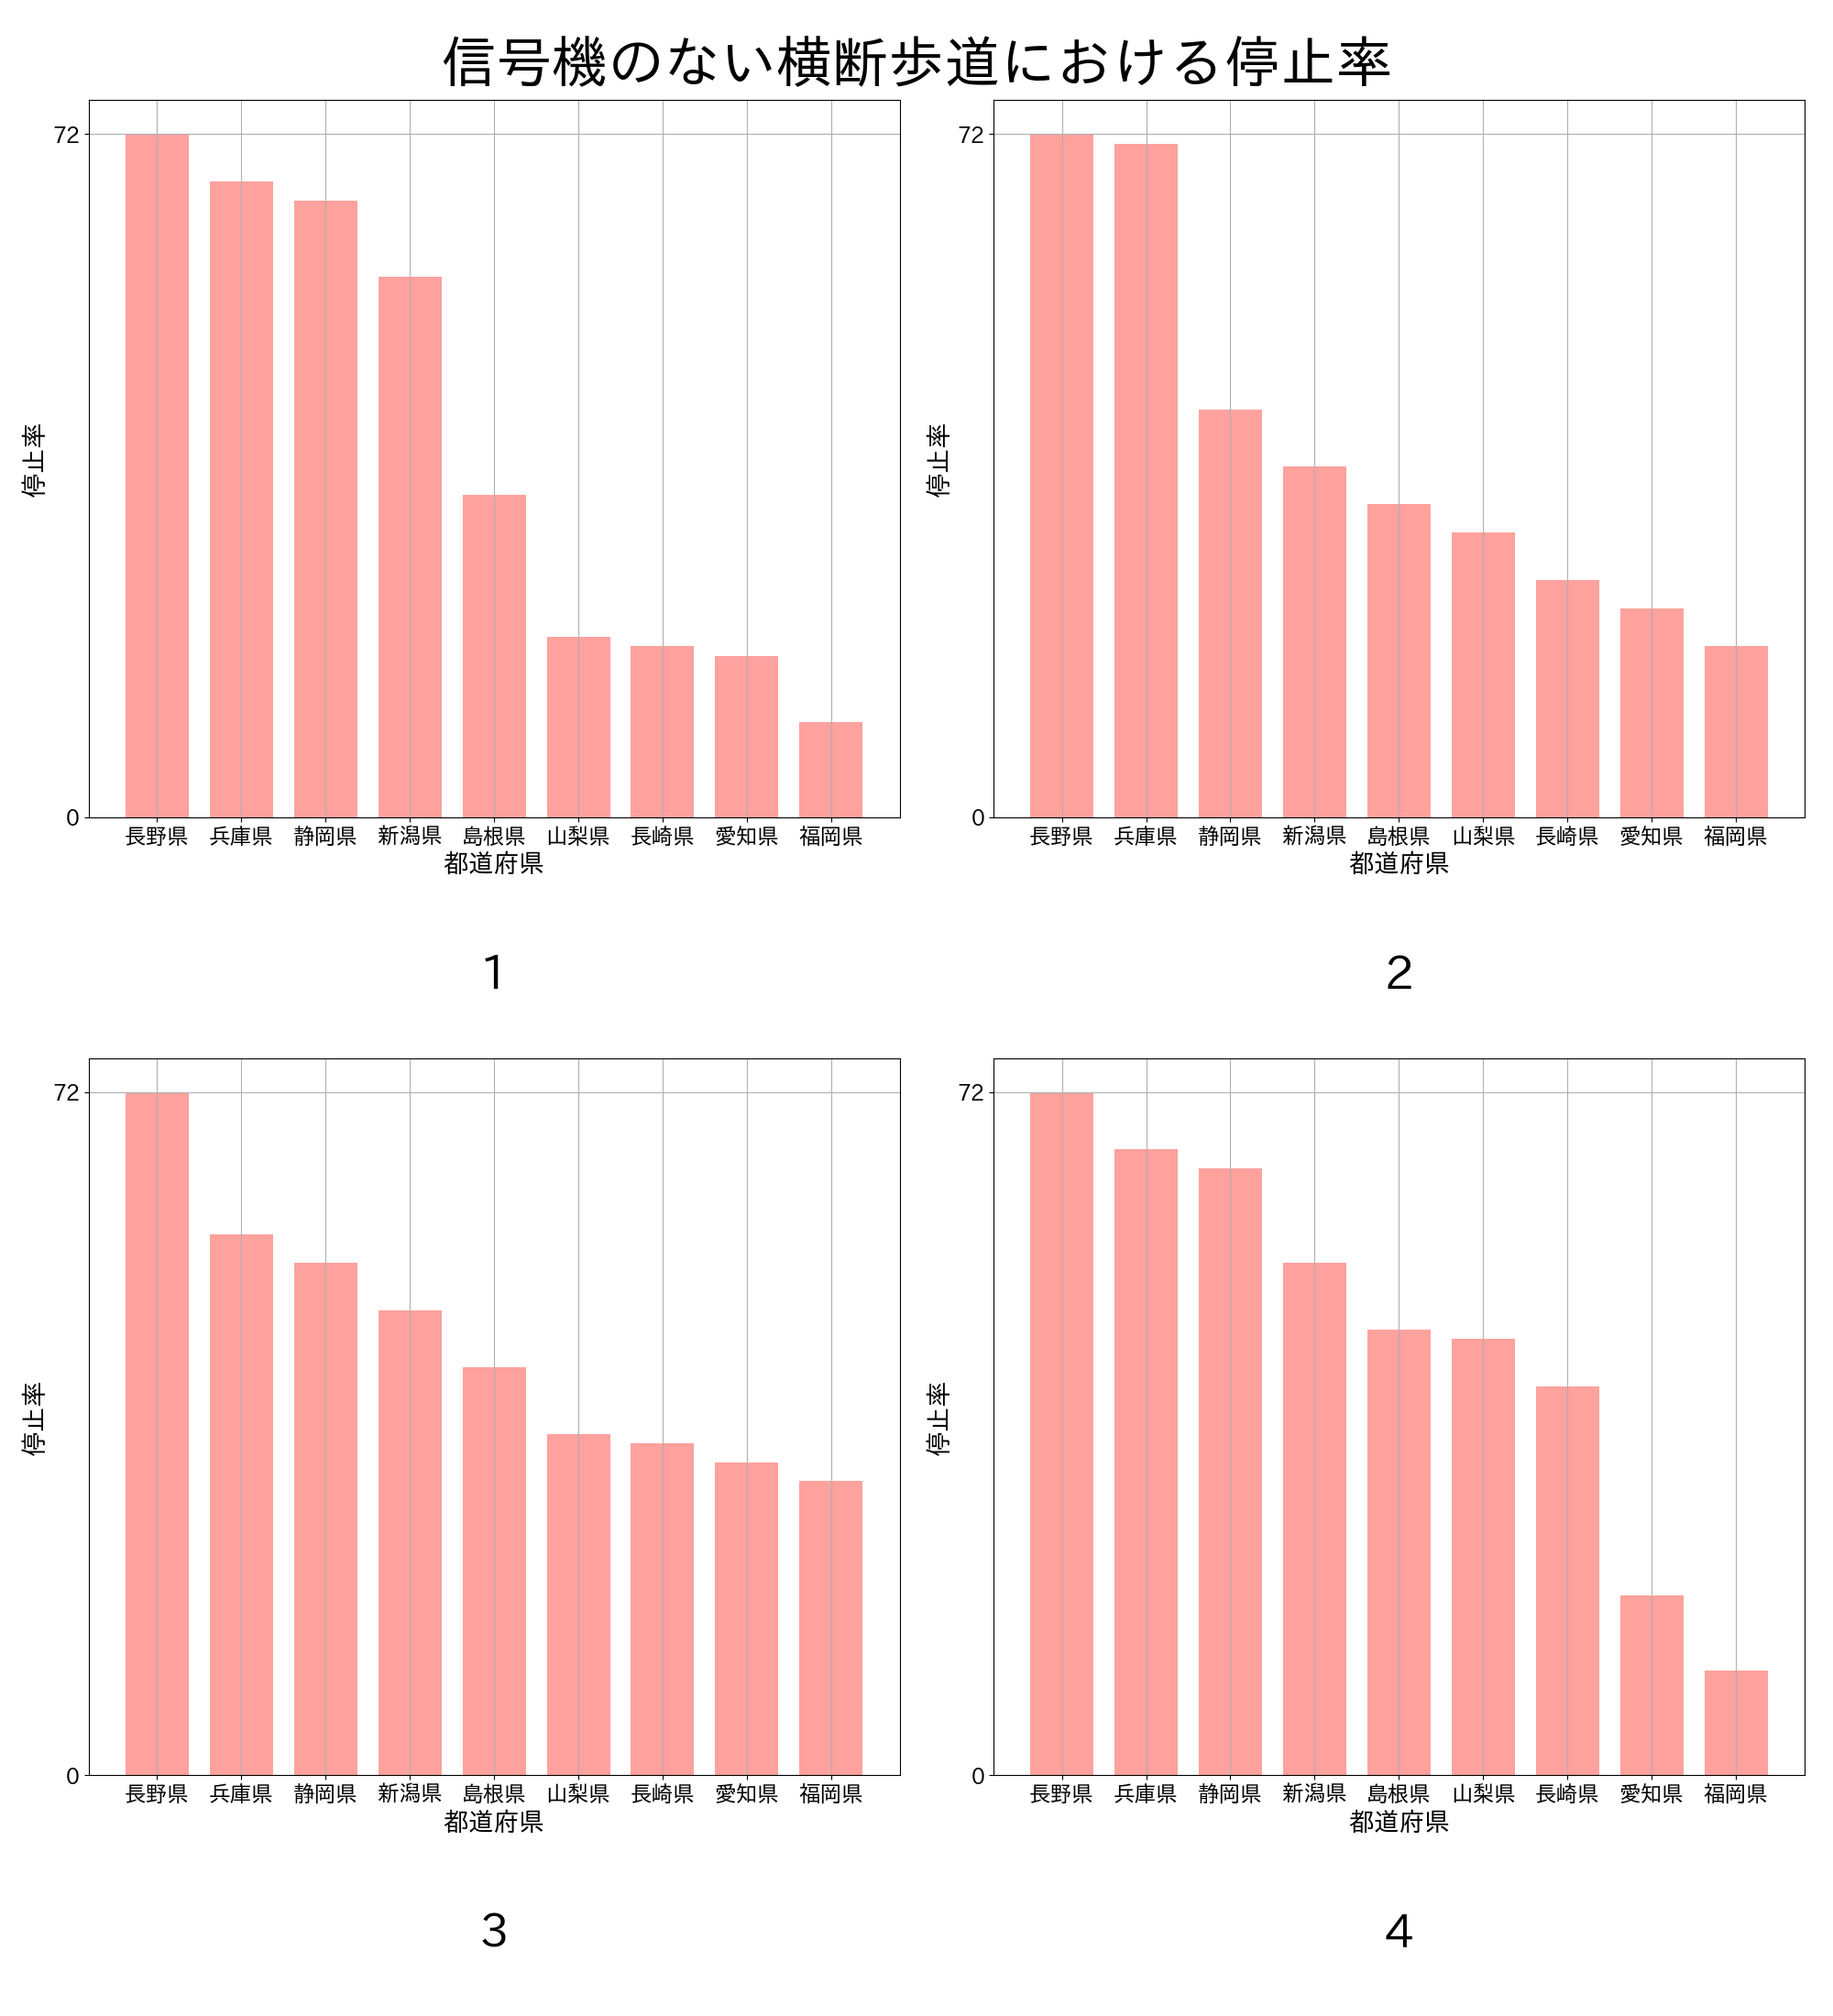 信号機のない横断歩道における停止率
72
0
停止率
長野県 兵庫県 静岡県 新潟県 島根県 山梨県 長崎県 愛知県 福岡県
都道府県
1
72
0
停止率
長野県 兵庫県 静岡県 新潟県 島根県 山梨県 長崎県 愛知県 福岡県
都道府県
2
72
0
停止率
長野県 兵庫県 静岡県 新潟県 島根県 山梨県 長崎県 愛知県 福岡県
都道府県
3
72
0
停止率
長野県 兵庫県 静岡県 新潟県 島根県 山梨県 長崎県 愛知県 福岡県
都道府県
4